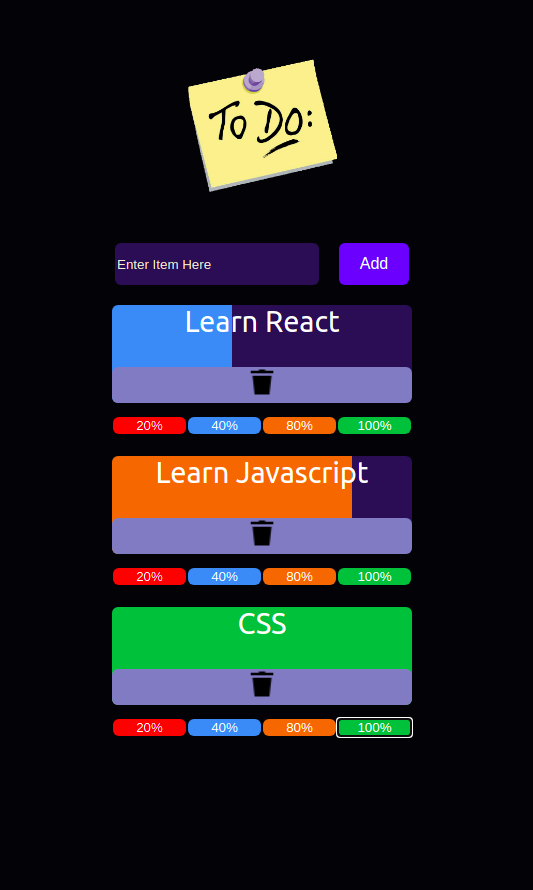 To Do:
Enter Item Here
Add
Learn React
20% 40% 80% 100%
Learn Javascript
20% 40% 80% 100%
CSS
20% 40% 80% 100%